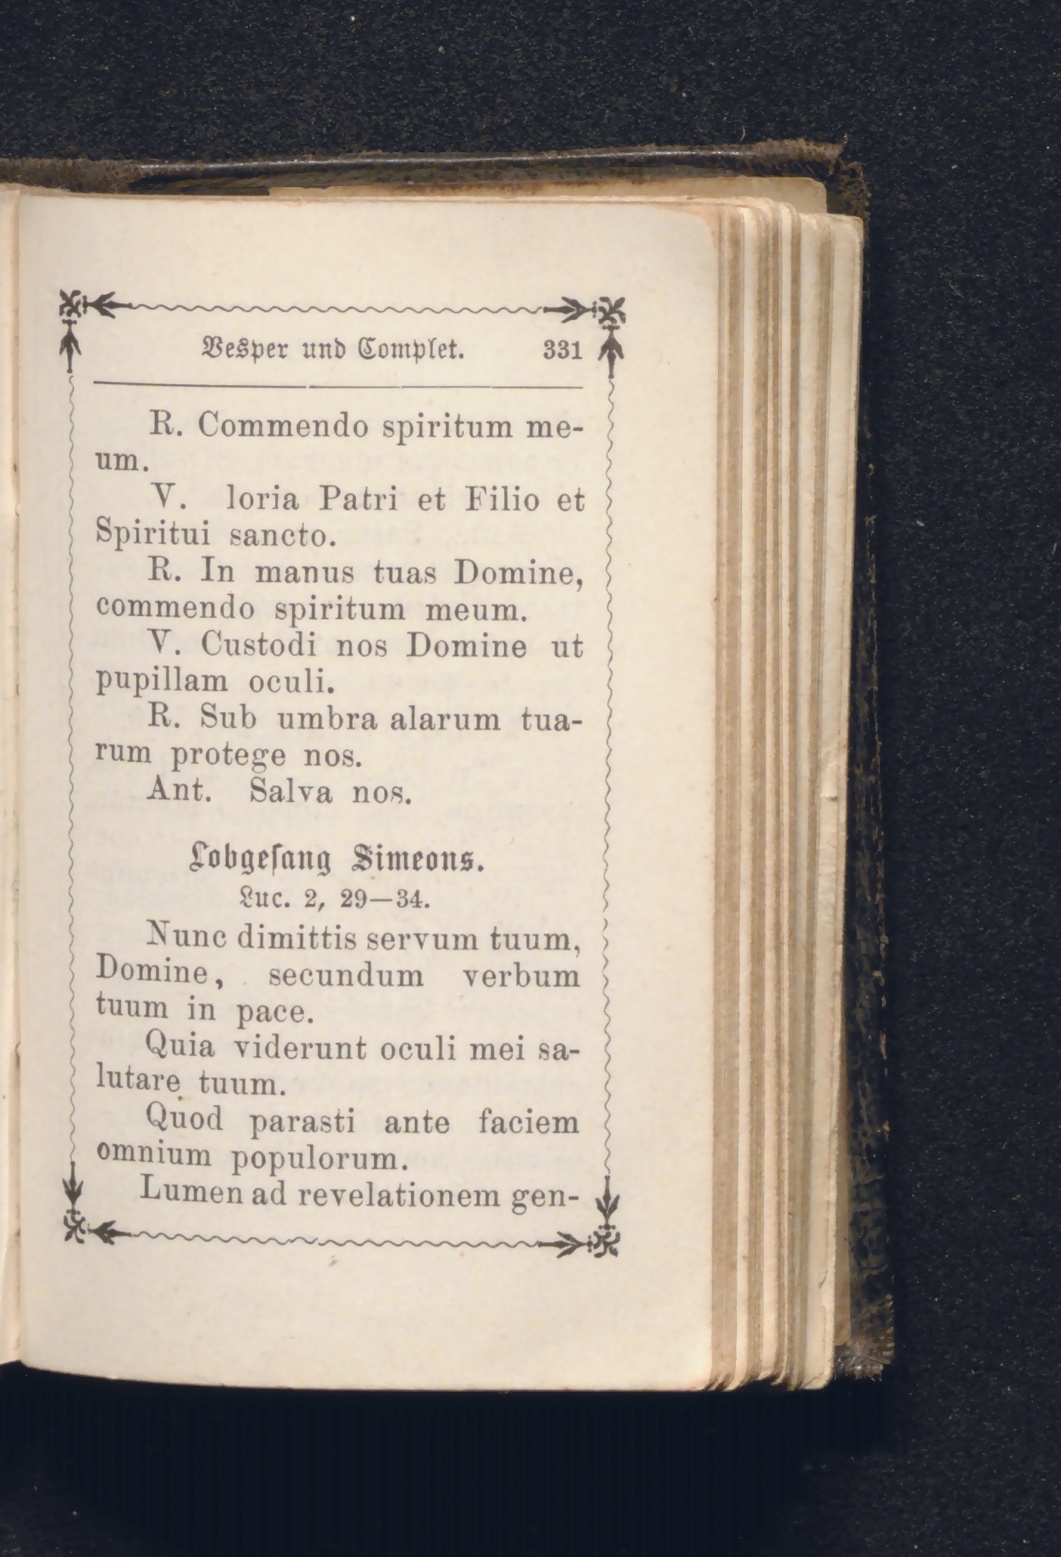 Vesper und Complet. 331
R. Commendo spiritum me-
um.
V. loria Patri et Filio et
Spiritui sancto.
R. In manus tuas Domine,
commendo spiritum meum.
V. Custodi nos Domine ut
pupillam oculi.
R. Sub umbra alarum tua-
rum protege nos.
Ant. Salva nos.
Lobgesang Simeons.
Luc. 2, 29—34.
Nunc dimittis servum tuum,
Domine, secundum verbum
tuum in pace.
Quia viderunt oculi mei sa-
lutare tuum.
Quod parasti ante faciem
omnium populorum.
Lumen ad revelationem gen-